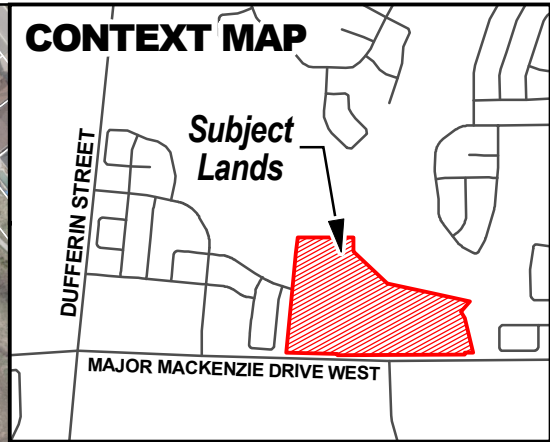 CONTEXT MAP
Subject
Lands
DUFFERIN STREET
MAJOR MACKENZIE DRIVE WEST